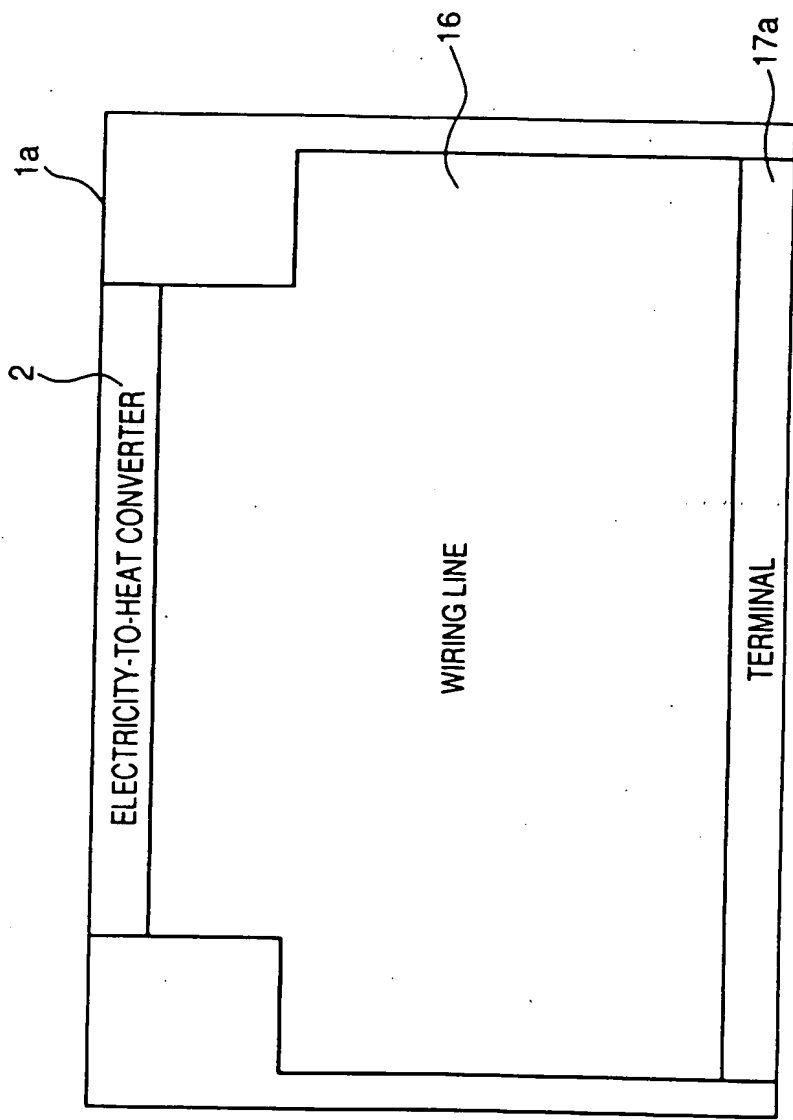 1a
2
ELECTRICITY-TO-HEAT CONVERTER
16
WIRING LINE
17a
TERMINAL